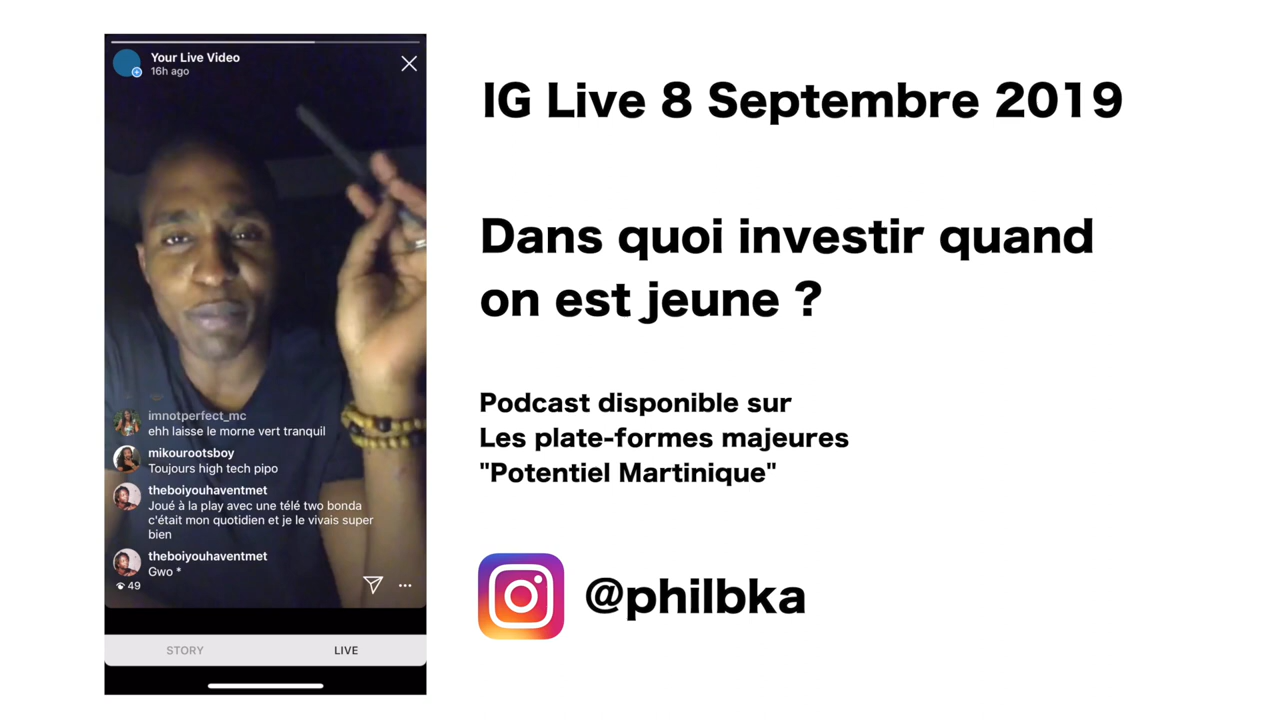 Your Live Video
16h ago
imnotperfect_mc
ehh laisse le morne vert tranquil
mikourootsboy
Toujours high tech pipo
theboiyouhaventmet
Joué à la play avec une télé two bonda
c'était mon quotidien et je le vivais super
bien
theboiyouhaventmet
Gwo *
49
STORY
LIVE
IG Live 8 Septembre 2019
Dans quoi investir quand
on est jeune ?
Podcast disponible sur
Les plate-formes majeures
"Potentiel Martinique"
@philbka